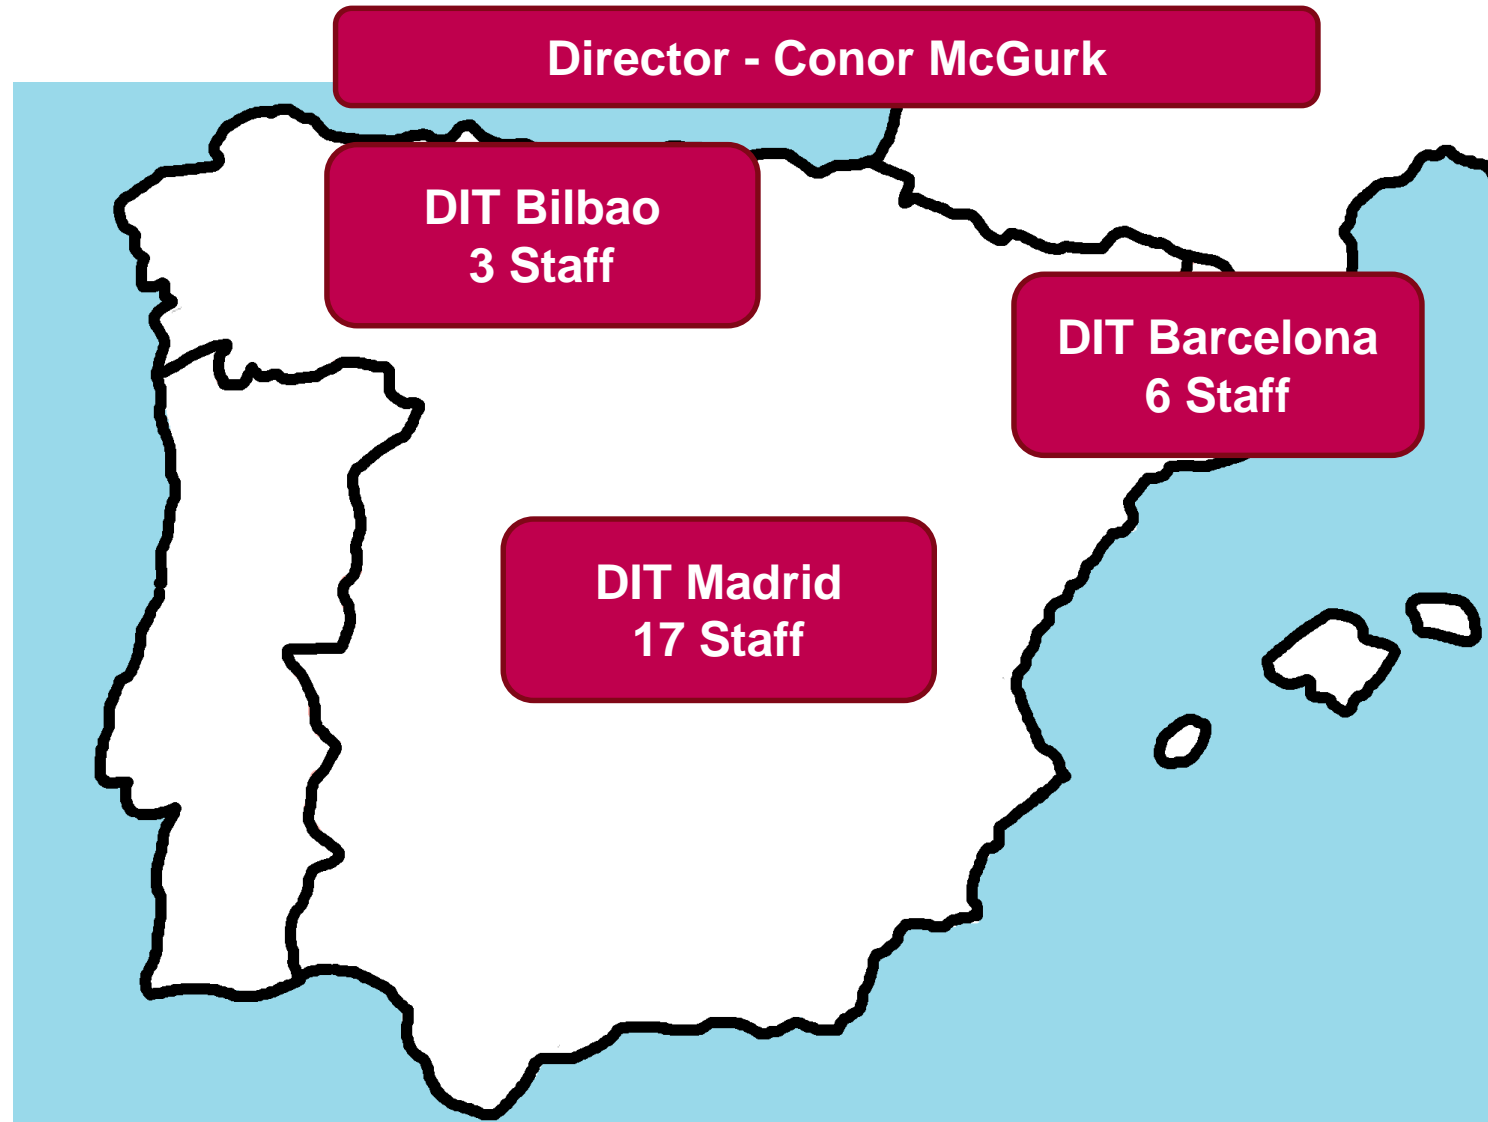 Director - Conor McGurk
DIT Bilbao
3 Staff
DIT Barcelona
6 Staff
DIT Madrid
17 Staff